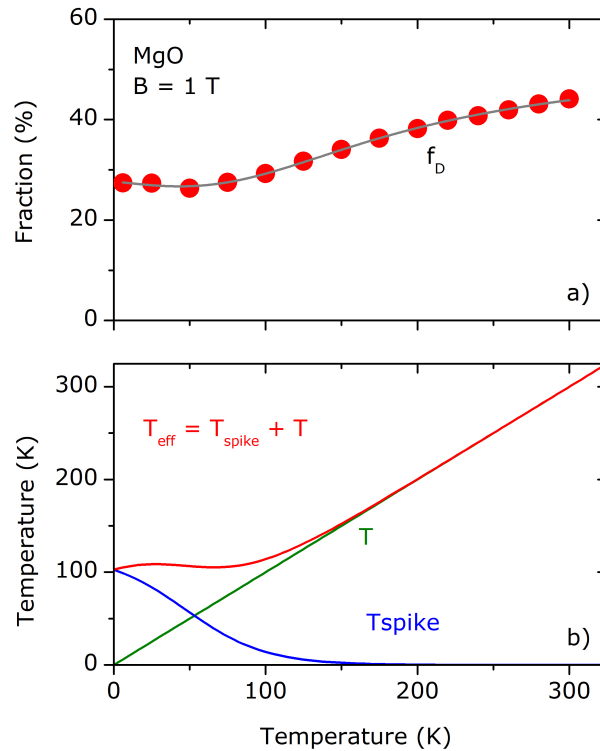 60
MgO
B = 1 T
40
Fraction (%)
f_D
20
a)
0
300
T_eff = T_spike + T
Temperature (K)
200
T
100
Tspike
b)
0
0 100 200 300
Temperature (K)